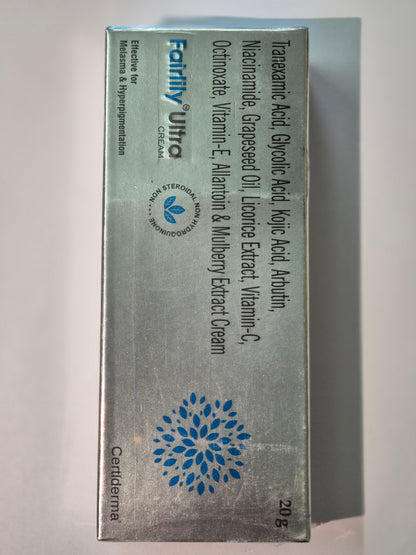 Tranexamic Acid, Glycolic Acid, Kojic Acid, Arbutin,
Niacinamide, Grapeseed Oil, Licorice Extract, Vitamin-C,
Octinoxate, Vitamin-E, Allantoin & Mulberry Extract Cream
Fairlily® Ultra
CREAM
Effective for
Melasma & Hyperpigmentation
NON STEROIDAL NON HYDROQUINONE
20 g
Certiderma